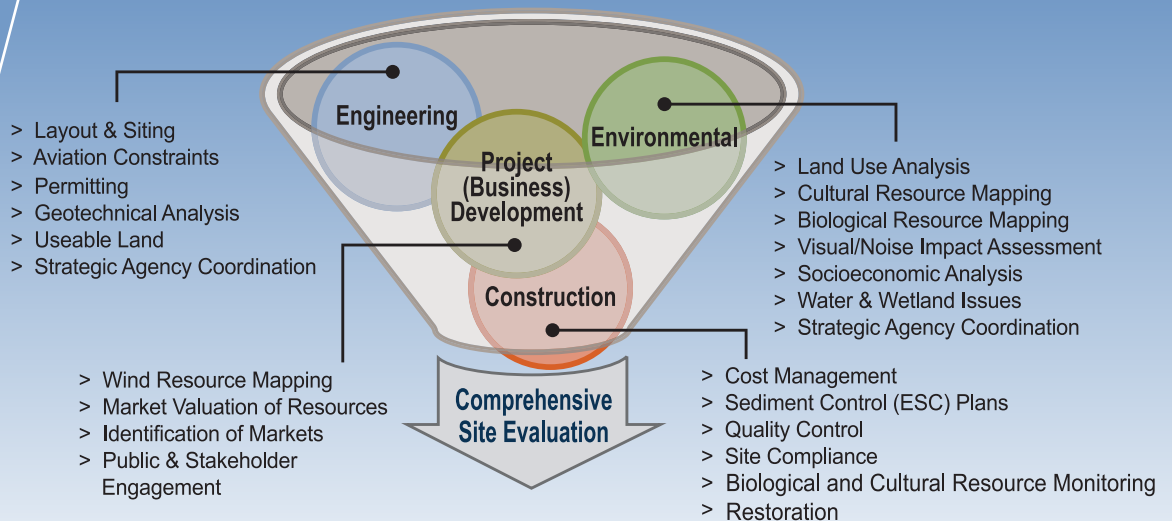 Engineering
Environmental
Project
(Business)
Development
Construction
Comprehensive
Site Evaluation
> Layout & Siting
> Aviation Constraints
> Permitting
> Geotechnical Analysis
> Useable Land
> Strategic Agency Coordination
> Land Use Analysis
> Cultural Resource Mapping
> Biological Resource Mapping
> Visual/Noise Impact Assessment
> Socioeconomic Analysis
> Water & Wetland Issues
> Strategic Agency Coordination
> Wind Resource Mapping
> Market Valuation of Resources
> Identification of Markets
> Public & Stakeholder
Engagement
> Cost Management
> Sediment Control (ESC) Plans
> Quality Control
> Site Compliance
> Biological and Cultural Resource Monitoring
> Restoration